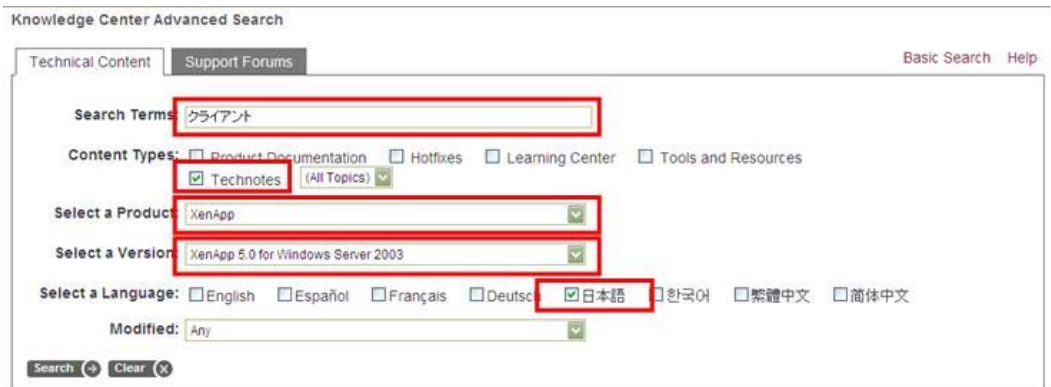 Knowledge Center Advanced Search
Technical Content Support Forums Basic Search Help
Search Terms: クライアント
Content Types: Product Documentation Hotfixes Learning Center Tools and Resources
Technotes (All Topics)
Select a Product: XenApp
Select a Version: XenApp 5.0 for Windows Server 2003
Select a Language: English Español Français Deutsch 日本語 한국어 繁體中文 简体中文
Modified: Any
Search Clear